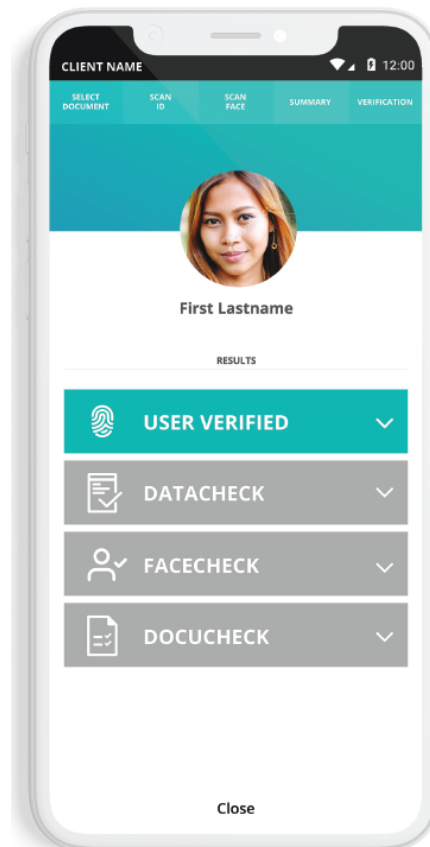 CLIENT NAME 12:00
SELECT DOCUMENT SCAN ID SCAN FACE SUMMARY VERIFICATION
First Lastname
RESULTS
USER VERIFIED
DATACHECK
FACECHECK
DOCUCHECK
Close